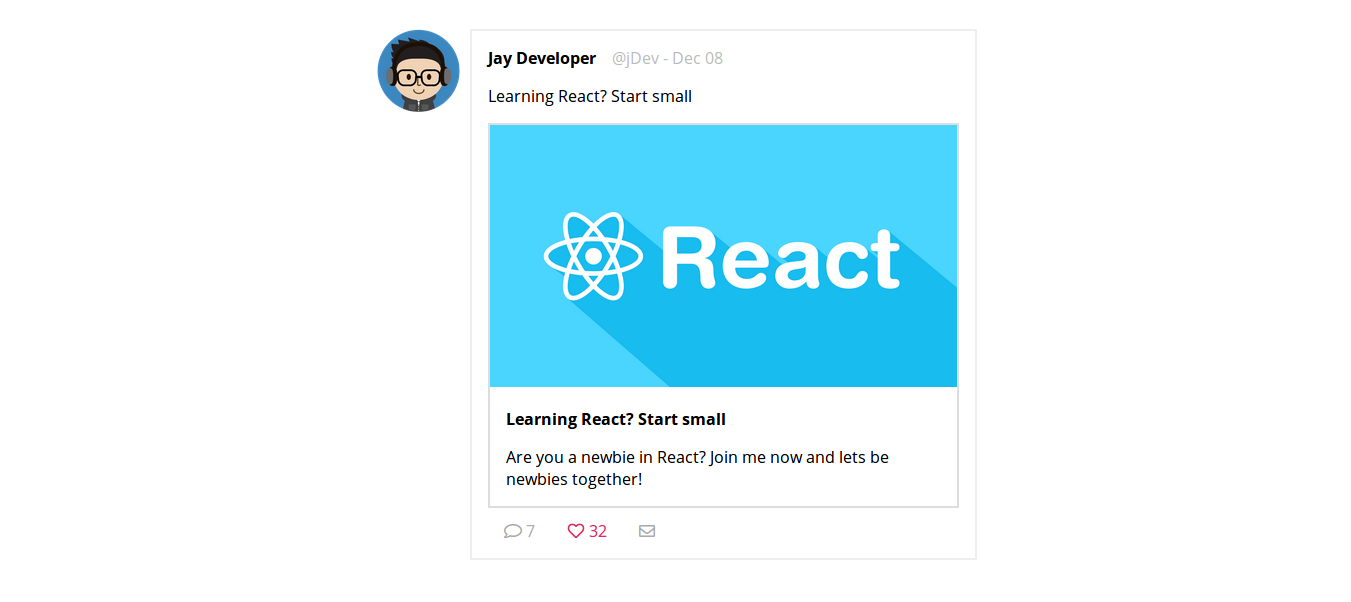 Jay Developer @jDev - Dec 08
Learning React? Start small
React
Learning React? Start small
Are you a newbie in React? Join me now and lets be
newbies together!
7 32